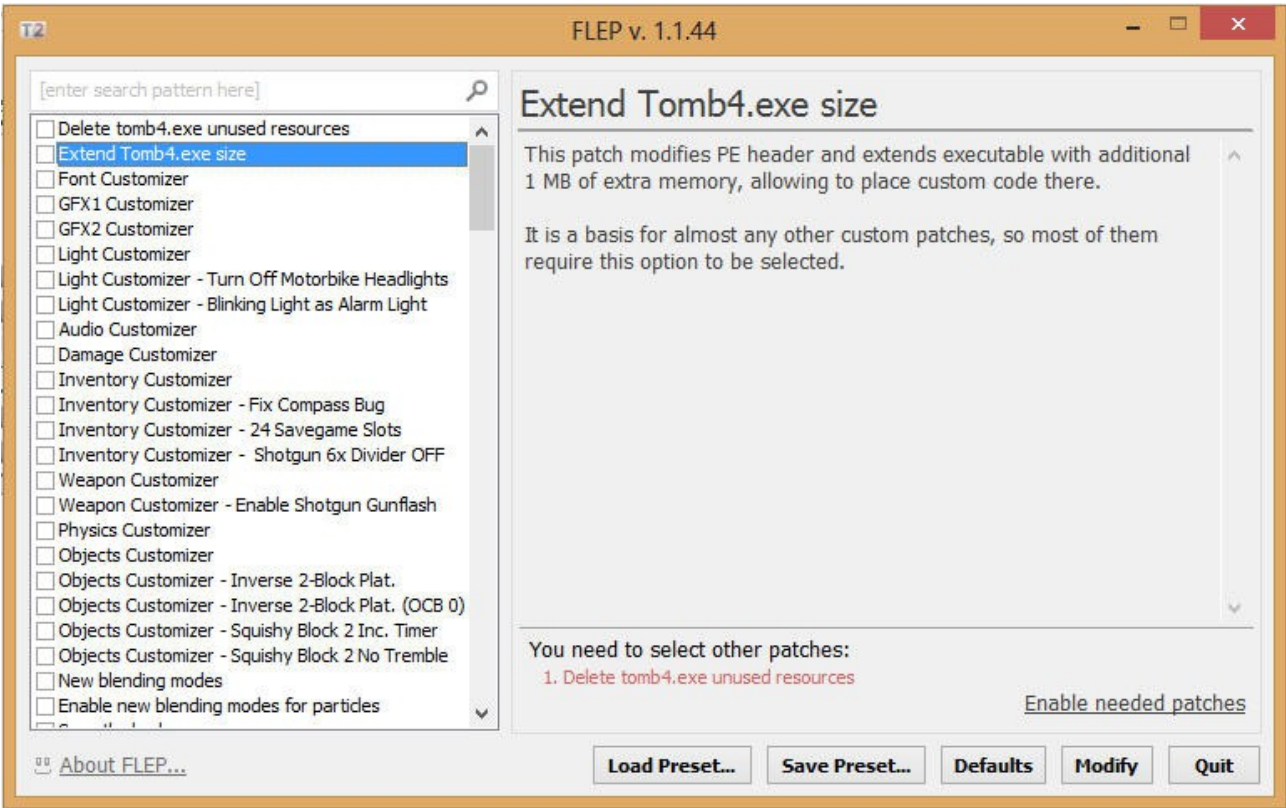 T2
FLEP v. 1.1.44
[enter search pattern here]
Delete tomb4.exe unused resources
Extend Tomb4.exe size
Font Customizer
GFX1 Customizer
GFX2 Customizer
Light Customizer
Light Customizer - Turn Off Motorbike Headlights
Light Customizer - Blinking Light as Alarm Light
Audio Customizer
Damage Customizer
Inventory Customizer
Inventory Customizer - Fix Compass Bug
Inventory Customizer - 24 Savegame Slots
Inventory Customizer -  Shotgun 6x Divider OFF
Weapon Customizer
Weapon Customizer - Enable Shotgun Gunflash
Physics Customizer
Objects Customizer
Objects Customizer - Inverse 2-Block Plat.
Objects Customizer - Inverse 2-Block Plat. (OCB 0)
Objects Customizer - Squishy Block 2 Inc. Timer
Objects Customizer - Squishy Block 2 No Tremble
New blending modes
Enable new blending modes for particles
Extend Tomb4.exe size
This patch modifies PE header and extends executable with additional
1 MB of extra memory, allowing to place custom code there.
It is a basis for almost any other custom patches, so most of them
require this option to be selected.
You need to select other patches:
1. Delete tomb4.exe unused resources
Enable needed patches
About FLEP...
Load Preset...
Save Preset...
Defaults
Modify
Quit